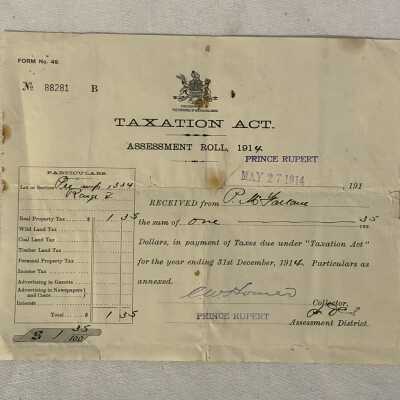 FORM No. 48.
No 88281 B
TAXATION ACT.
ASSESSMENT ROLL, 1914
PRINCE RUPERT
MAY 27 1914 191
PARTICULARS.
Lot or Section 1334
Range 5
Real Property Tax $ 1 35
Wild Land Tax
Coal Land Tax
Timber Land Tax
Personal Property Tax
Income Tax
Advertising in Gazette
Advertising in Newspapers and Costs
Interest
Total $ 1 35
$ 1 35/100
RECEIVED from P. McFarlane
the sum of one 35
Dollars, in payment of Taxes due under "Taxation Act"
for the year ending 31st December, 1914. Particulars as
annexed.
Collector.
PRINCE RUPERT
Assessment District.